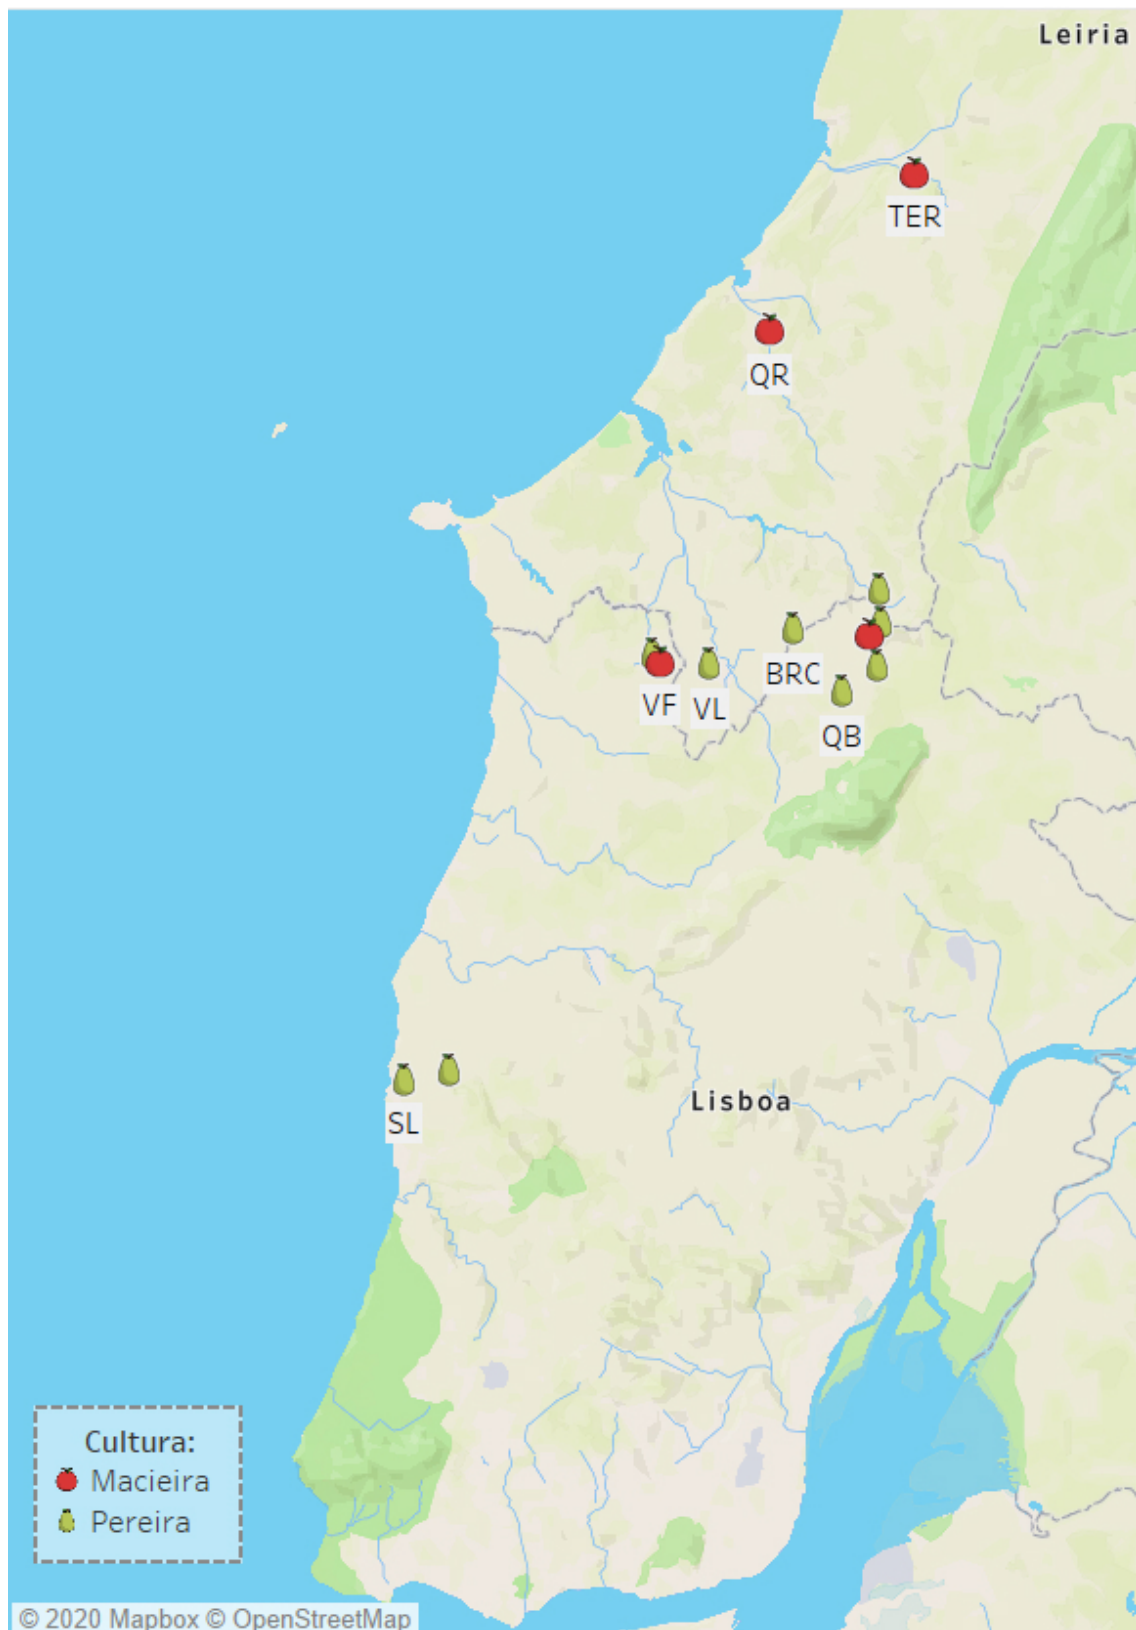 Leiria
TER
QR
BRC
VF
VL
QB
Lisboa
SL
Cultura:
Macieira
Pereira
© 2020 Mapbox © OpenStreetMap